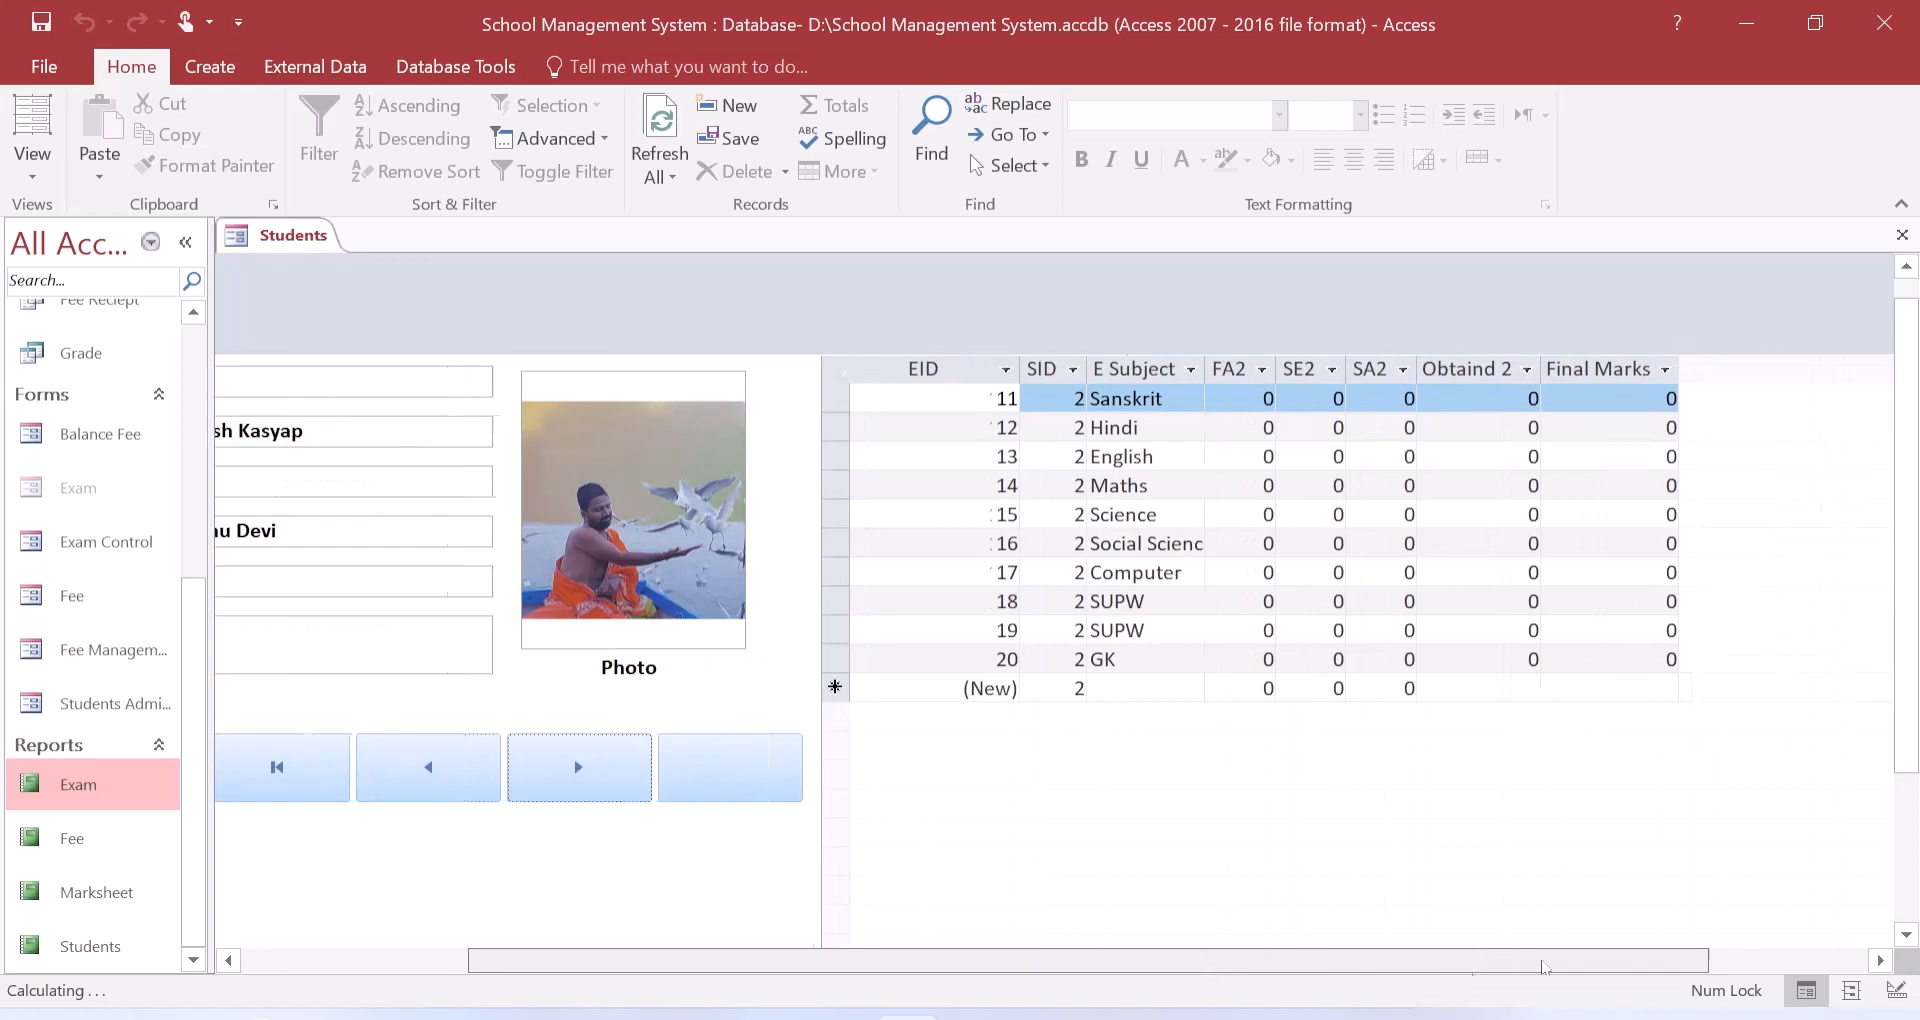 School Management System : Database- D:\School Management System.accdb (Access 2007 - 2016 file format) - Access
?
File Home Create External Data Database Tools Tell me what you want to do...
View
Views
Paste
Cut
Copy
Format Painter
Clipboard
Filter
Ascending
Descending
Remove Sort
Selection
Advanced
Toggle Filter
Sort & Filter
Refresh
All
New
Save
Delete
Totals
Spelling
More
Records
Find
Replace
Go To
Select
Find
B I U A
Text Formatting
All Acc...
Search...
Fee Reciept
Grade
Forms
Balance Fee
Exam
Exam Control
Fee
Fee Managem...
Students Admi...
Reports
Exam
Fee
Marksheet
Students
Students
sh Kasyap
Devi
Photo
EID SID E Subject FA2 SE2 SA2 Obtaind 2 Final Marks
11 2 Sanskrit 0 0 0 0 0
12 2 Hindi 0 0 0 0 0
13 2 English 0 0 0 0 0
14 2 Maths 0 0 0 0 0
15 2 Science 0 0 0 0 0
16 2 Social Scienc 0 0 0 0 0
17 2 Computer 0 0 0 0 0
18 2 SUPW 0 0 0 0 0
19 2 SUPW 0 0 0 0 0
20 2 GK 0 0 0 0 0
* (New) 2 0 0 0
Calculating . . .
Num Lock